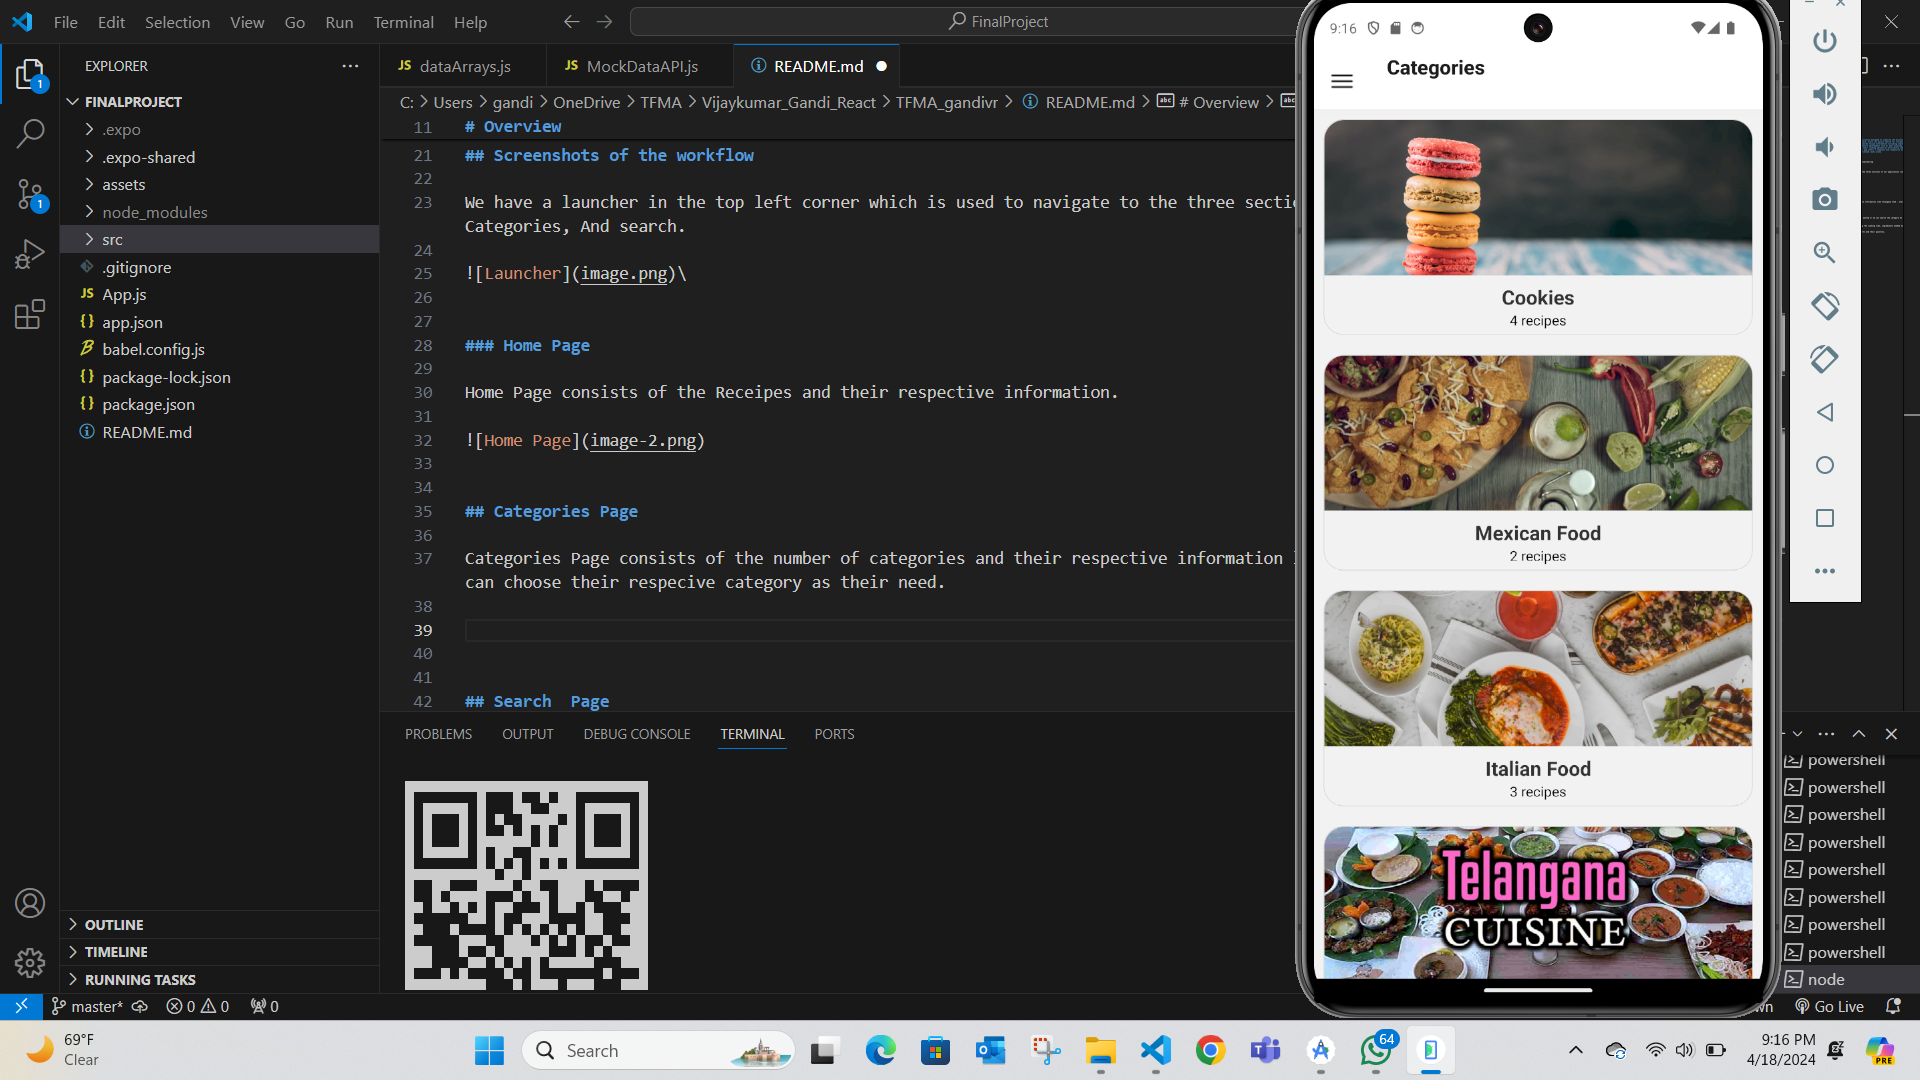 File Edit Selection View Go Run Terminal Help
FinalProject
EXPLORER
FINALPROJECT
.expo
.expo-shared
assets
node_modules
src
.gitignore
JS App.js
{} app.json
babel.config.js
{} package-lock.json
{} package.json
README.md
OUTLINE
TIMELINE
RUNNING TASKS
1
1
JS dataArrays.js
JS MockDataAPI.js
README.md
C: > Users > gandi > OneDrive > TFMA > Vijaykumar_Gandi_React > TFMA_gandivr > README.md > abc # Overview > abc
11 # Overview
21 ## Screenshots of the workflow
22
23 We have a launcher in the top left corner which is used to navigate to the three secti
Categories, And search.
24
25 ![Launcher](image.png)\
26
27
28 ### Home Page
29
30 Home Page consists of the Receipes and their respective information.
31
32 ![Home Page](image-2.png)
33
34
35 ## Categories Page
36
37 Categories Page consists of the number of categories and their respective information
can choose their respecive category as their need.
38
39
40
41
42 ## Search  Page
PROBLEMS OUTPUT DEBUG CONSOLE TERMINAL PORTS
9:16
Categories
Cookies
4 recipes
Mexican Food
2 recipes
Italian Food
3 recipes
Telangana
CUISINE
powershell
powershell
powershell
powershell
powershell
powershell
powershell
powershell
node
master* 0 0 0
wn Go Live
69°F
Clear
Search
64
9:16 PM
4/18/2024
PRE